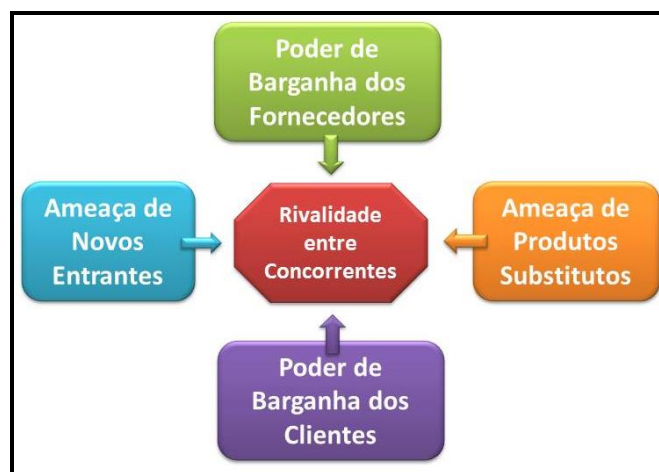 Poder de
Barganha dos
Fornecedores
Ameaça de
Novos
Entrantes
Rivalidade
entre
Concorrentes
Ameaça de
Produtos
Substitutos
Poder de
Barganha dos
Clientes